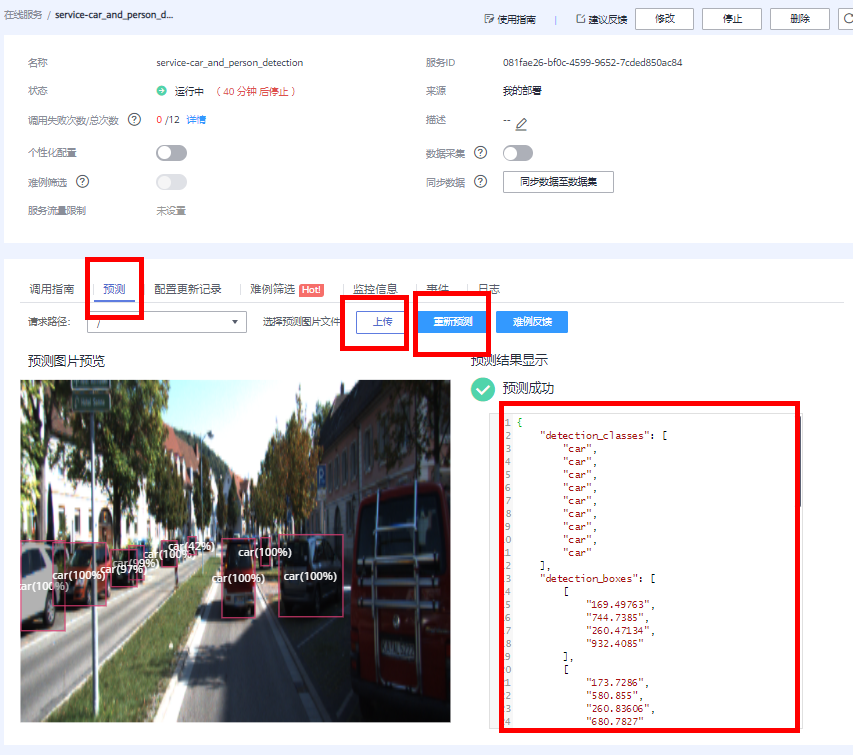 在线服务 / service-car_and_person_d...
使用指南 | 建议反馈 修改 停止 删除
名称 service-car_and_person_detection 服务ID 081fae26-bf0c-4599-9652-7cded850ac84
状态 运行中 （ 40 分钟 后停止 ） 来源 我的部署
调用失败次数/总次数 ? 0 /12 详情 描述 --
个性化配置 数据采集 ?
难例筛选 ? 同步数据 ? 同步数据至数据集
服务流量限制 未设置
调用指南 预测 配置更新记录 难例筛选 Hot! 监控信息 事件 日志
请求路径: / 选择预测图片文件 上传 重新预测 难例反馈
预测图片预览 预测结果显示
预测成功
car(42%)
car(100%)
car(99%)
car(97%)
car(100%)
car(100%)
car(100%)
car(100%)
car(100%)
1 {
2 "detection_classes": [
3 "car",
4 "car",
5 "car",
6 "car",
7 "car",
8 "car",
9 "car",
0 "car",
1 "car"
2 ],
3 "detection_boxes": [
4 [
5 "169.49763",
6 "744.7385",
7 "260.47134",
8 "932.4085"
9 ],
0 [
1 "173.7286",
2 "580.855",
3 "260.83606",
4 "680.7827"